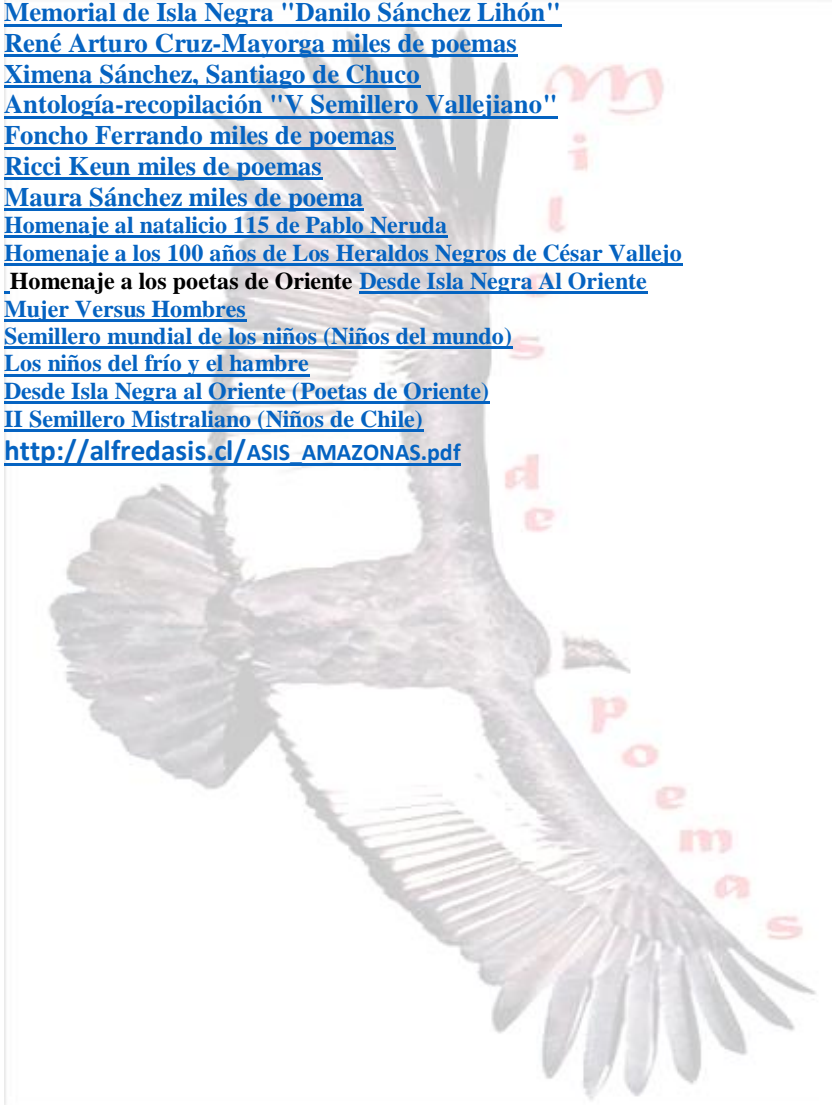 Memorial de Isla Negra "Danilo Sánchez Lihón"
René Arturo Cruz-Mayorga miles de poemas
Ximena Sánchez, Santiago de Chuco
Antología-recopilación "V Semillero Vallejiano"
Foncho Ferrando miles de poemas
Ricci Keun miles de poemas
Maura Sánchez miles de poema
Homenaje al natalicio 115 de Pablo Neruda
Homenaje a los 100 años de Los Heraldos Negros de César Vallejo
Homenaje a los poetas de Oriente Desde Isla Negra Al Oriente
Mujer Versus Hombres
Semillero mundial de los niños (Niños del mundo)
Los niños del frío y el hambre
Desde Isla Negra al Oriente (Poetas de Oriente)
II Semillero Mistraliano (Niños de Chile)
http://alfredasis.cl/ASIS_AMAZONAS.pdf
Miles de poemas